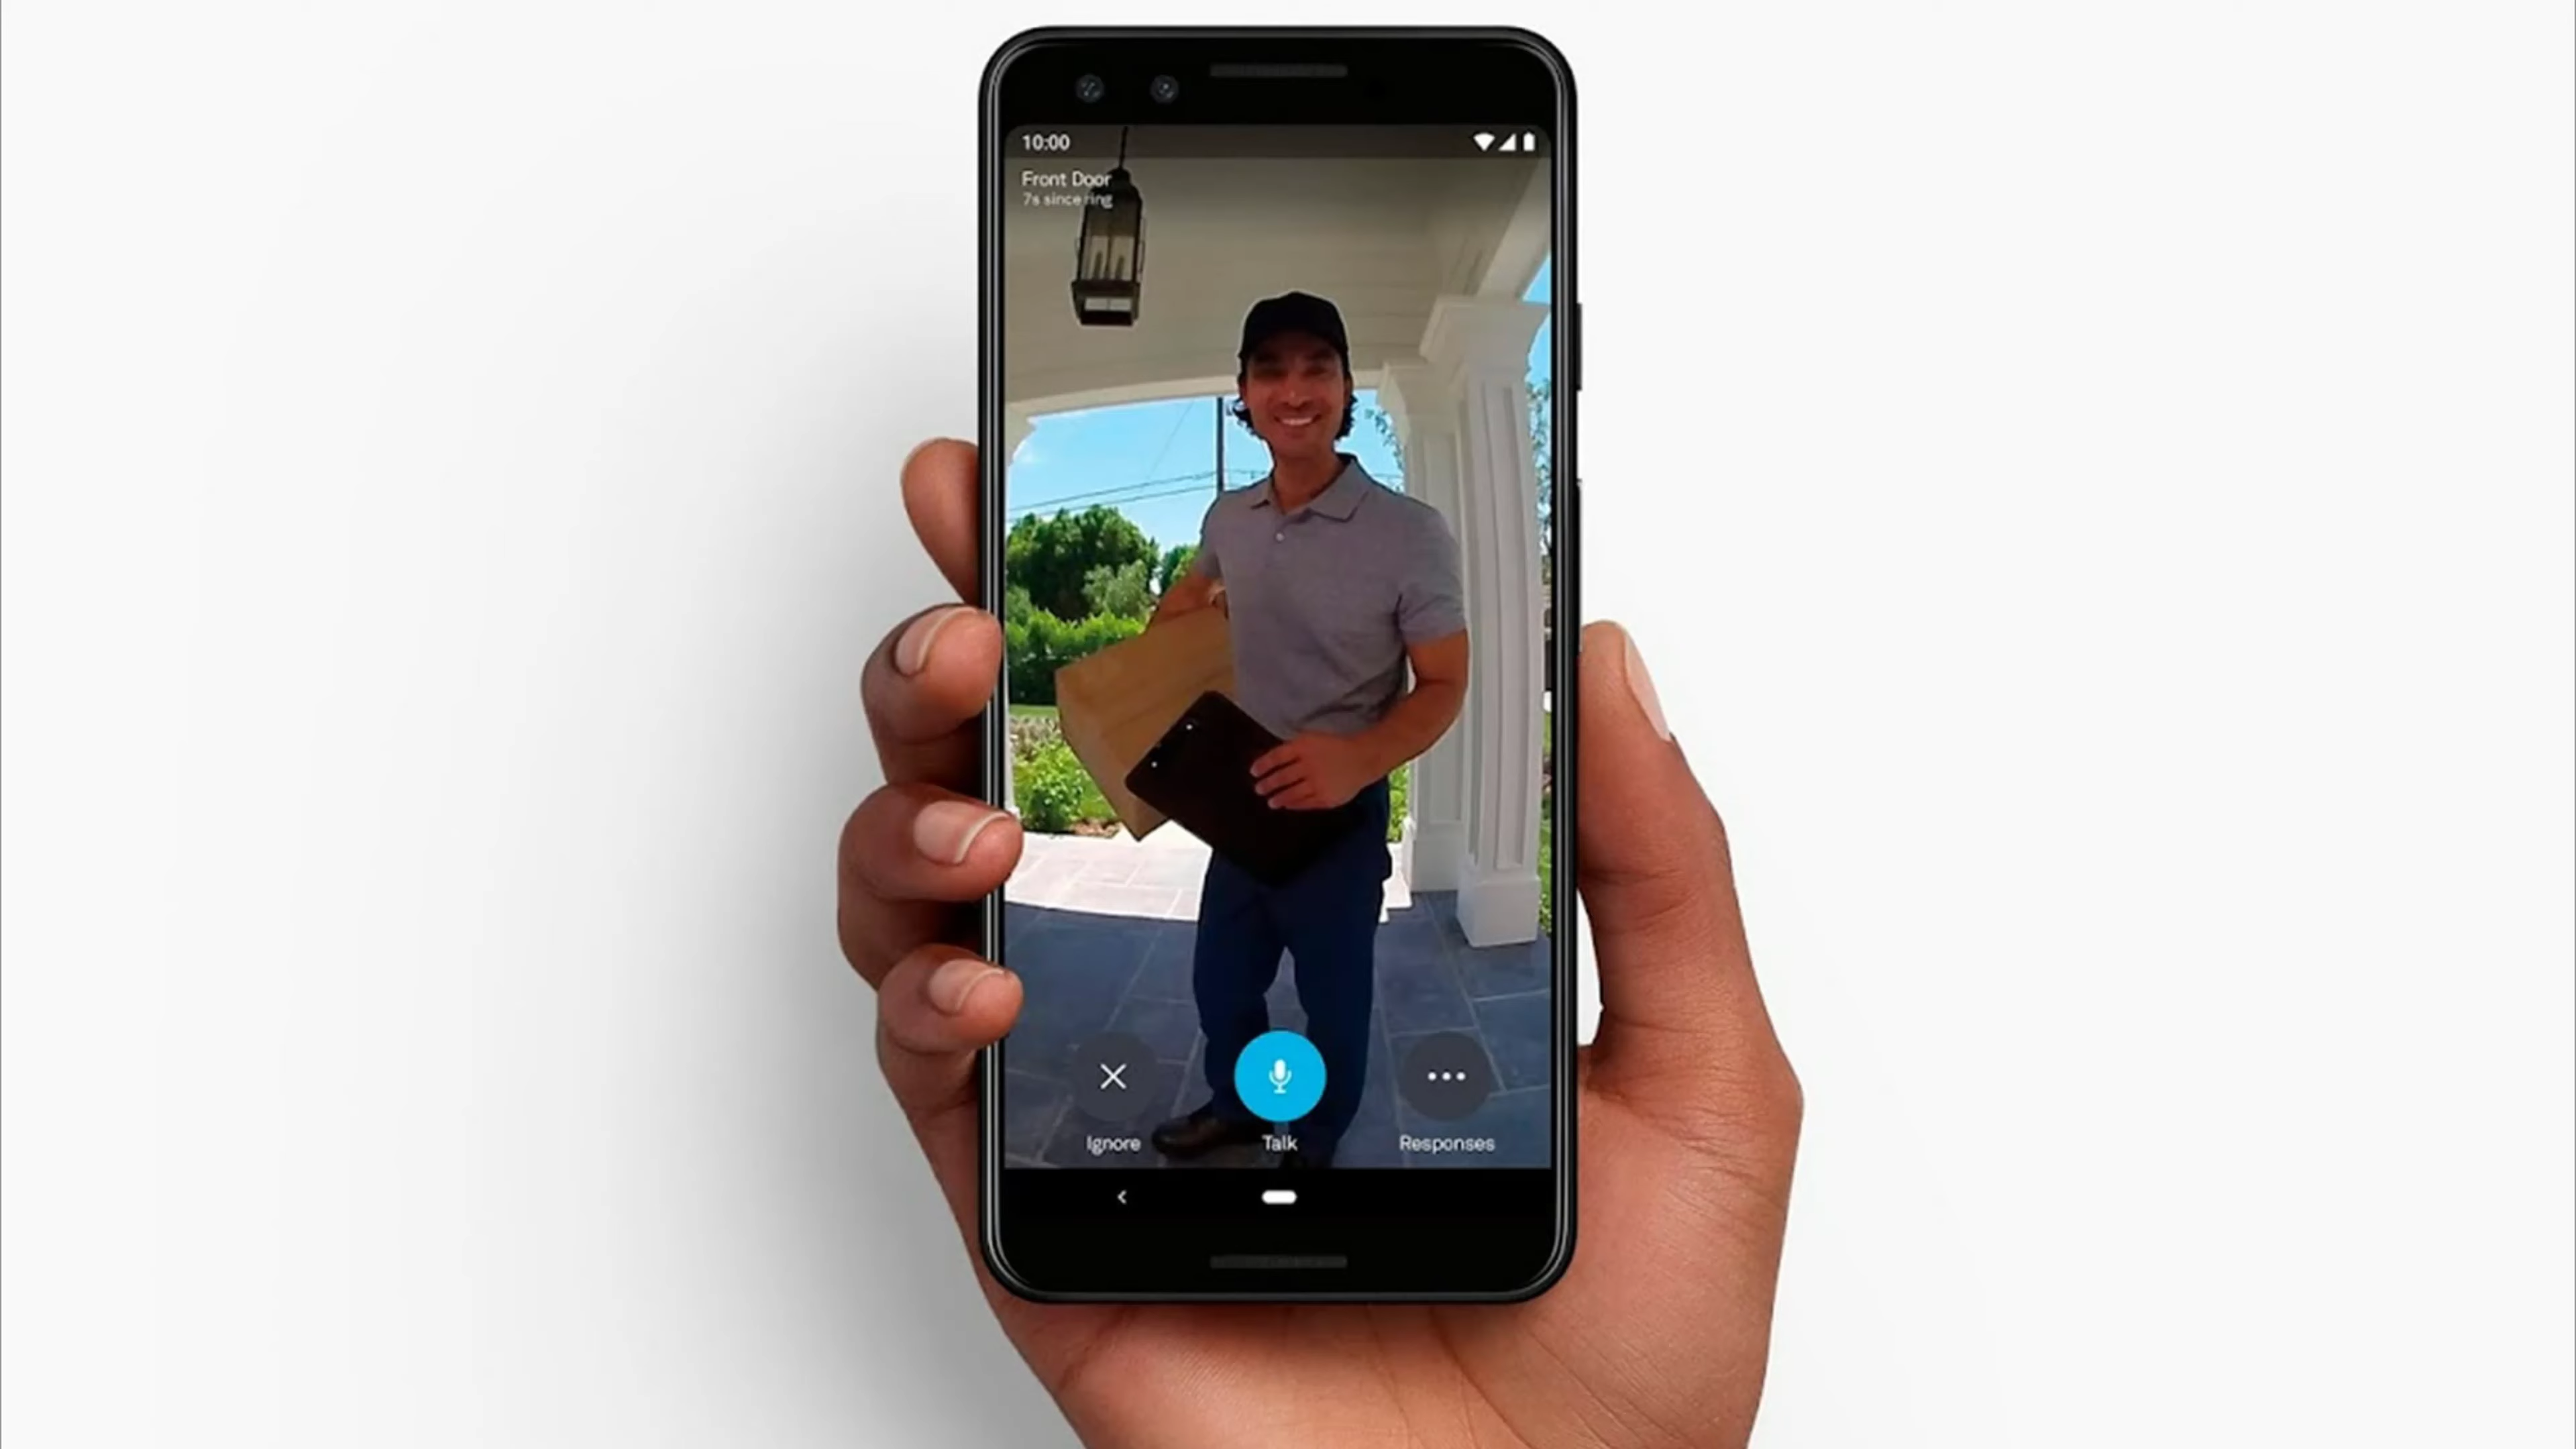 10:00
Front Door
7s since ring
Ignore
Talk
Responses